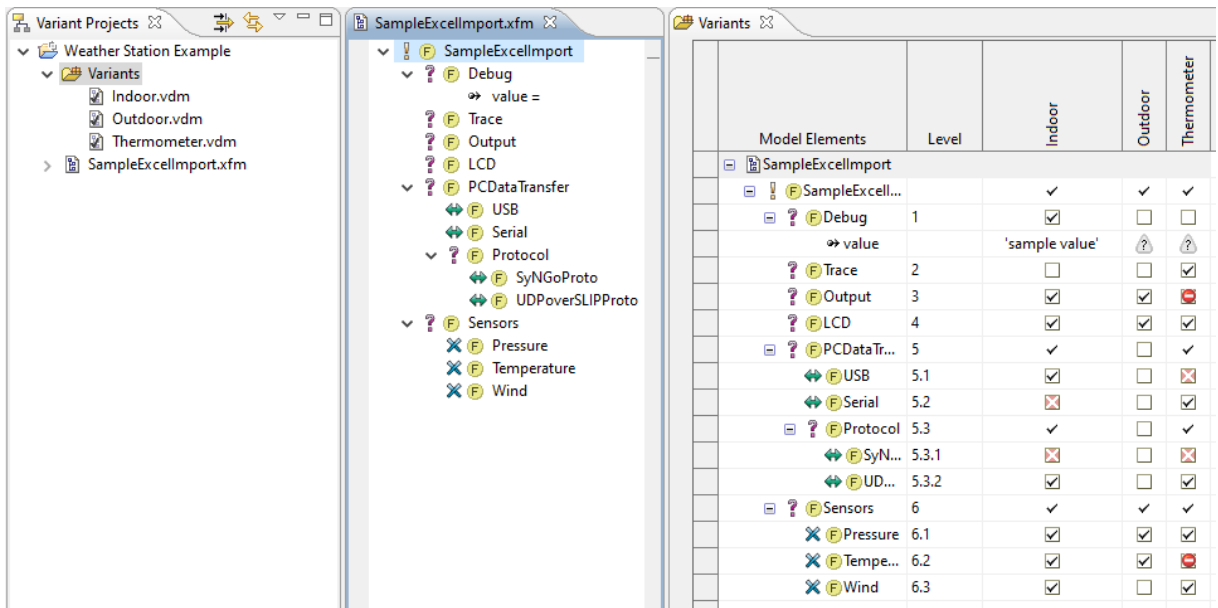 Variant Projects
Weather Station Example
Variants
Indoor.vdm
Outdoor.vdm
Thermometer.vdm
SampleExcelImport.xfm
SampleExcelImport.xfm
! F SampleExcelImport
? F Debug
value =
? F Trace
? F Output
? F LCD
? F PCDataTransfer
F USB
F Serial
? F Protocol
F SyNGoProto
F UDPoverSLIPProto
? F Sensors
F Pressure
F Temperature
F Wind
Variants
Model Elements Level Indoor Outdoor Thermometer
SampleExcelImport
! F SampleExcell...
? F Debug 1
value 'sample value' ? ?
? F Trace 2
? F Output 3
? F LCD 4
? F PCDataTr... 5
F USB 5.1
F Serial 5.2
? F Protocol 5.3
F SyN... 5.3.1
F UD... 5.3.2
? F Sensors 6
F Pressure 6.1
F Tempe... 6.2
F Wind 6.3